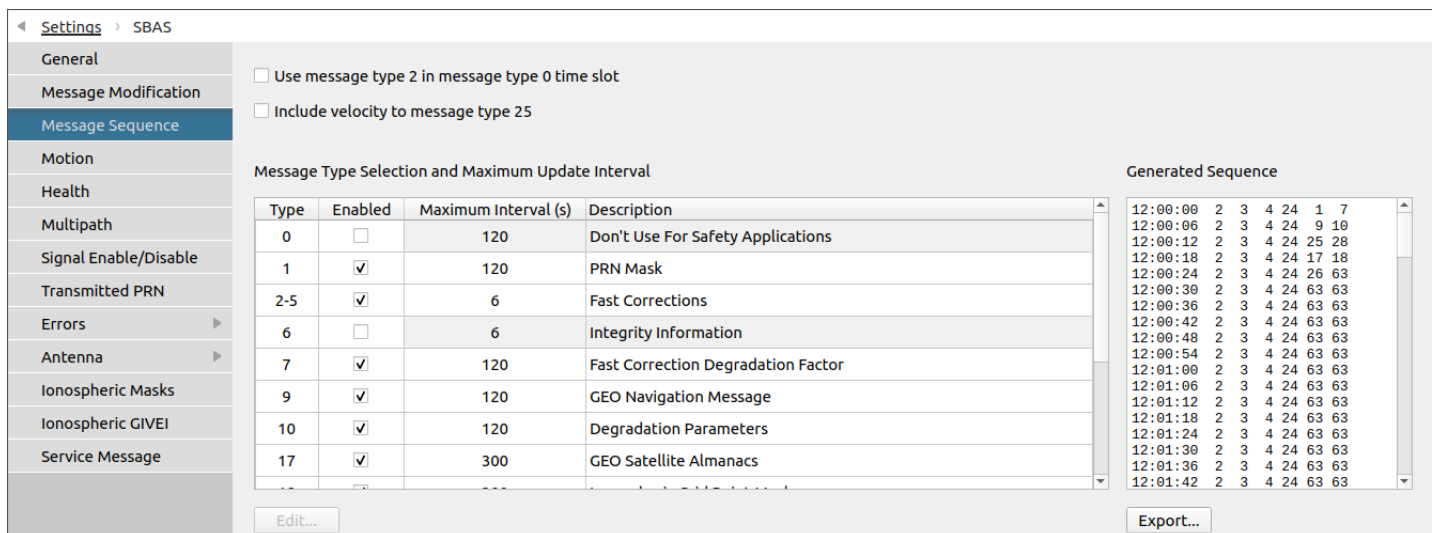 Settings › SBAS
General
Message Modification
Message Sequence
Motion
Health
Multipath
Signal Enable/Disable
Transmitted PRN
Errors
Antenna
Ionospheric Masks
Ionospheric GIVEI
Service Message
Use message type 2 in message type 0 time slot
Include velocity to message type 25
Message Type Selection and Maximum Update Interval
Type Enabled Maximum Interval (s) Description
0 120 Don't Use For Safety Applications
1 120 PRN Mask
2-5 6 Fast Corrections
6 6 Integrity Information
7 120 Fast Correction Degradation Factor
9 120 GEO Navigation Message
10 120 Degradation Parameters
17 300 GEO Satellite Almanacs
Edit...
Generated Sequence
12:00:00 2 3 4 24 1 7
12:00:06 2 3 4 24 9 10
12:00:12 2 3 4 24 25 28
12:00:18 2 3 4 24 17 18
12:00:24 2 3 4 24 26 63
12:00:30 2 3 4 24 63 63
12:00:36 2 3 4 24 63 63
12:00:42 2 3 4 24 63 63
12:00:48 2 3 4 24 63 63
12:00:54 2 3 4 24 63 63
12:01:00 2 3 4 24 63 63
12:01:06 2 3 4 24 63 63
12:01:12 2 3 4 24 63 63
12:01:18 2 3 4 24 63 63
12:01:24 2 3 4 24 63 63
12:01:30 2 3 4 24 63 63
12:01:36 2 3 4 24 63 63
12:01:42 2 3 4 24 63 63
Export...